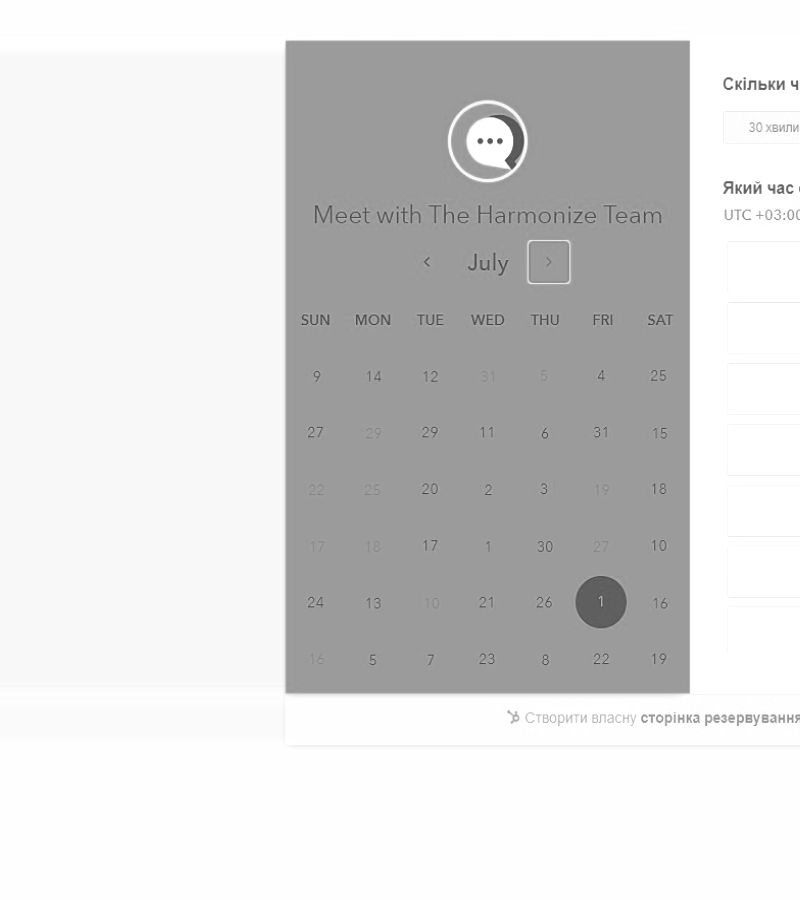 Meet with The Harmonize Team
July
SUN MON TUE WED THU FRI SAT
9 14 12 31 5 4 25
27 29 29 11 6 31 15
22 25 20 2 3 19 18
17 18 17 1 30 27 10
24 13 10 21 26 1 16
16 5 7 23 8 22 19
Скільки ч
30 хвили
Який час
UTC +03:00
Створити власну сторінка резервування